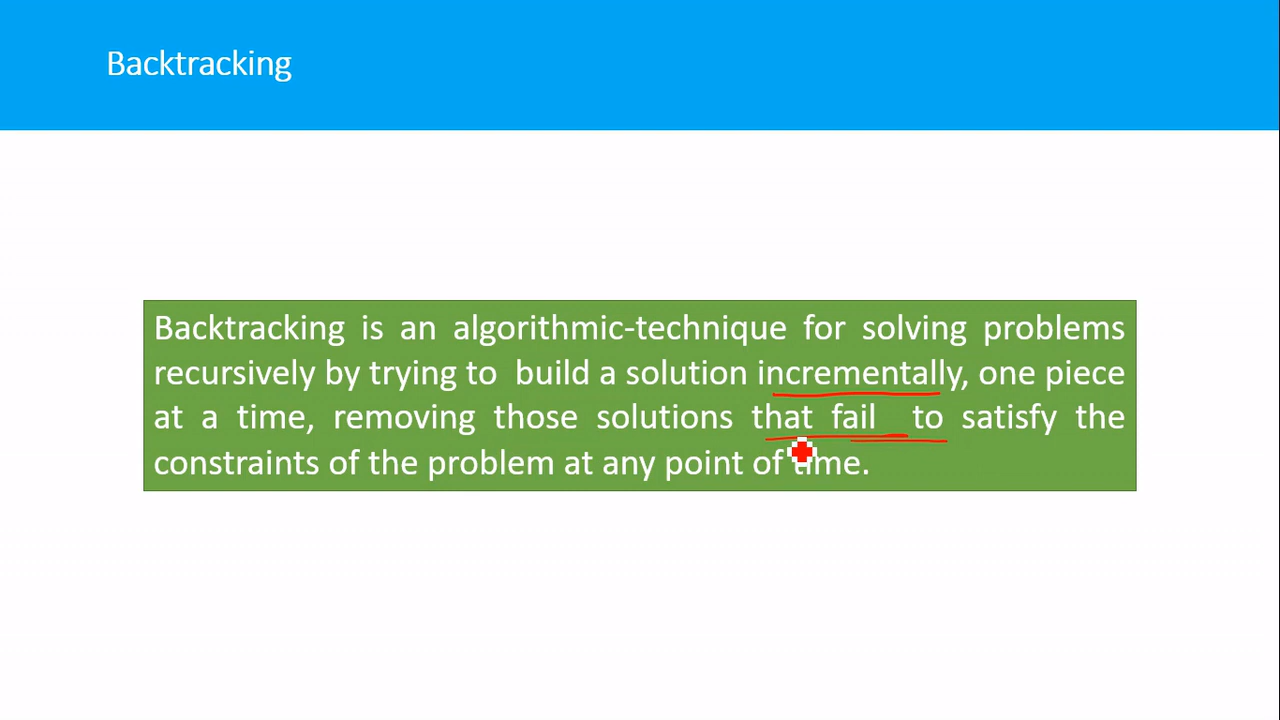 Backtracking
Backtracking is an algorithmic-technique for solving problems
recursively by trying to build a solution incrementally, one piece
at a time, removing those solutions that fail to satisfy the
constraints of the problem at any point of time.